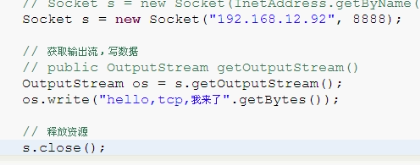 // Socket s = new Socket(InetAddress.getByName(
Socket s = new Socket("192.168.12.92", 8888);
// 获取输出流，写数据
// public OutputStream getOutputStream()
OutputStream os = s.getOutputStream();
os.write("hello,tcp,我来了".getBytes());
// 释放资源
s.close();